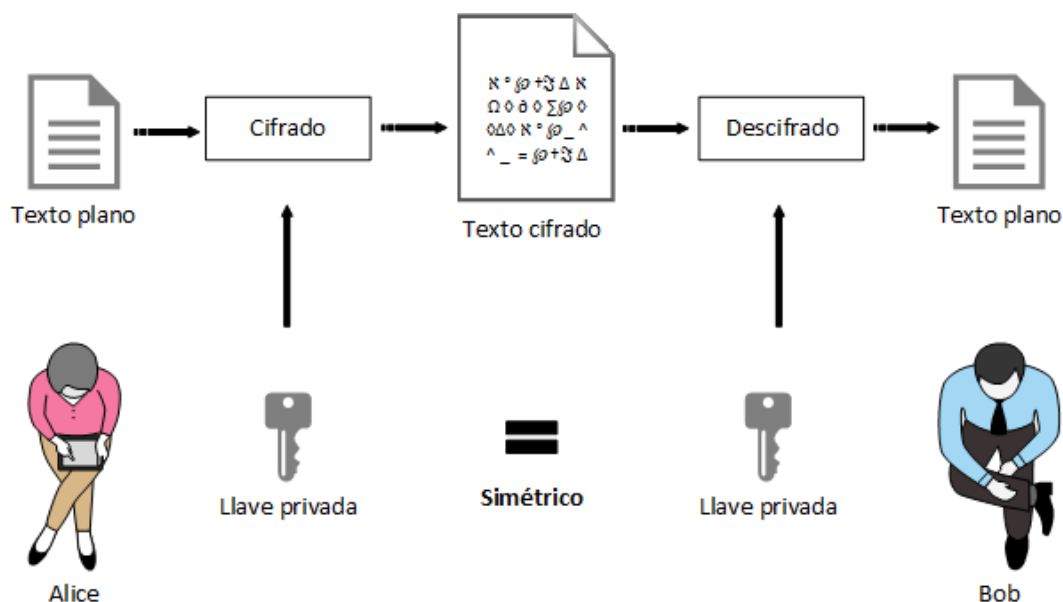 Cifrado
Descifrado
ℵ ° ℘ + ℑ Δ ℵ
Ω ◊ ∂ ◊ ∑ ℘ ◊
◊ Δ ◊ ℵ ° ℘ _ ^
^ _ = ℘ + ℑ Δ
Texto plano
Texto cifrado
Texto plano
Llave privada
=
Simétrico
Llave privada
Alice
Bob